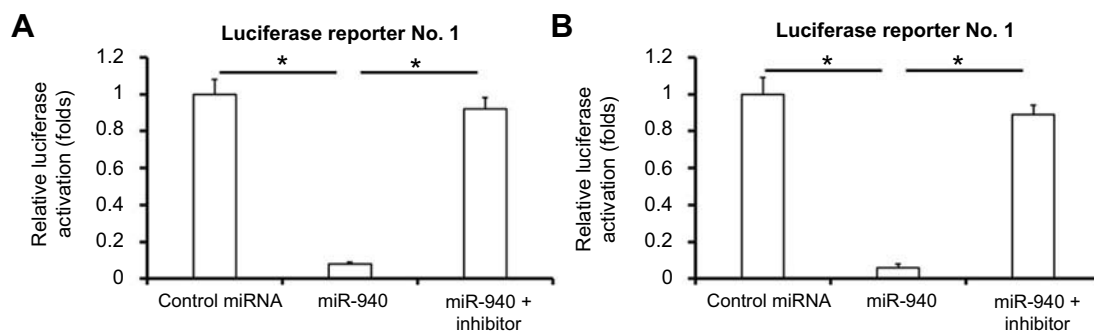 A
Luciferase reporter No. 1
Relative luciferase
activation (folds)
1.2
1
0.8
0.6
0.4
0.2
0
*
*
Control miRNA
miR-940
miR-940 +
inhibitor
B
Luciferase reporter No. 1
Relative luciferase
activation (folds)
1.2
1
0.8
0.6
0.4
0.2
0
*
*
Control miRNA
miR-940
miR-940 +
inhibitor